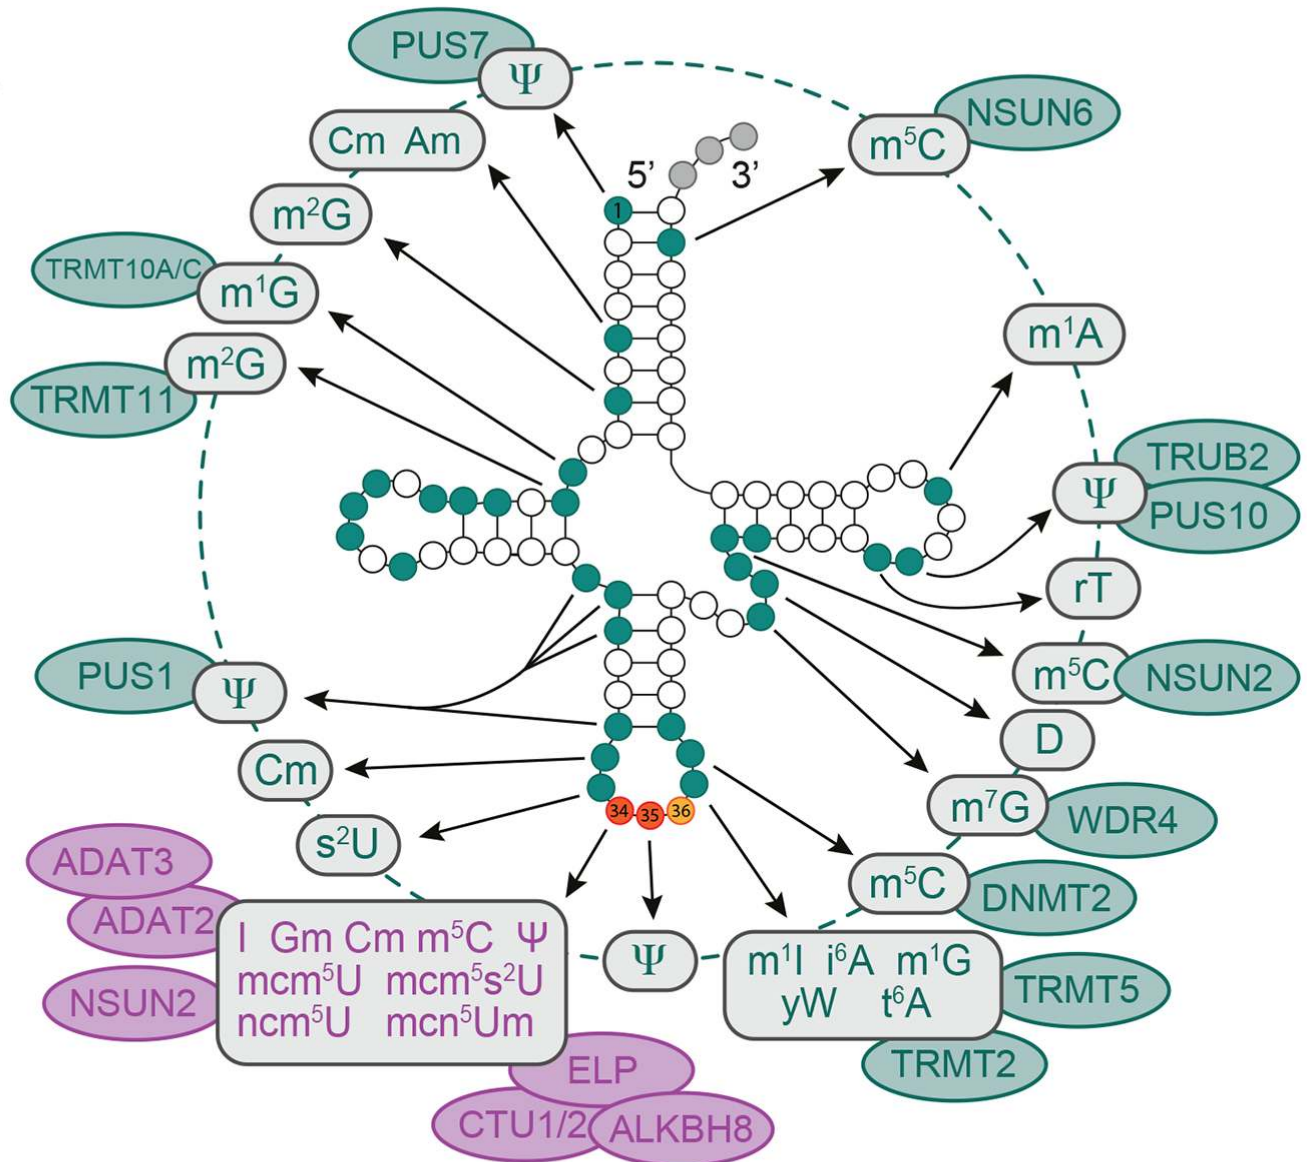 PUS7
Ψ
NSUN6
Cm Am
m⁵C
5’ 3’
m²G
1
TRMT10A/C
m¹G
m¹A
m²G
TRMT11
TRUB2
Ψ
PUS10
rT
PUS1
Ψ
m⁵C
NSUN2
D
Cm
m⁷G
WDR4
34 35 36
s²U
ADAT3
m⁵C
DNMT2
ADAT2
I Gm Cm m⁵C Ψ
mcm⁵U mcm⁵s²U
ncm⁵U mcn⁵Um
NSUN2
Ψ
m¹I i⁶A m¹G
yW t⁶A
TRMT5
TRMT2
ELP
CTU1/2
ALKBH8